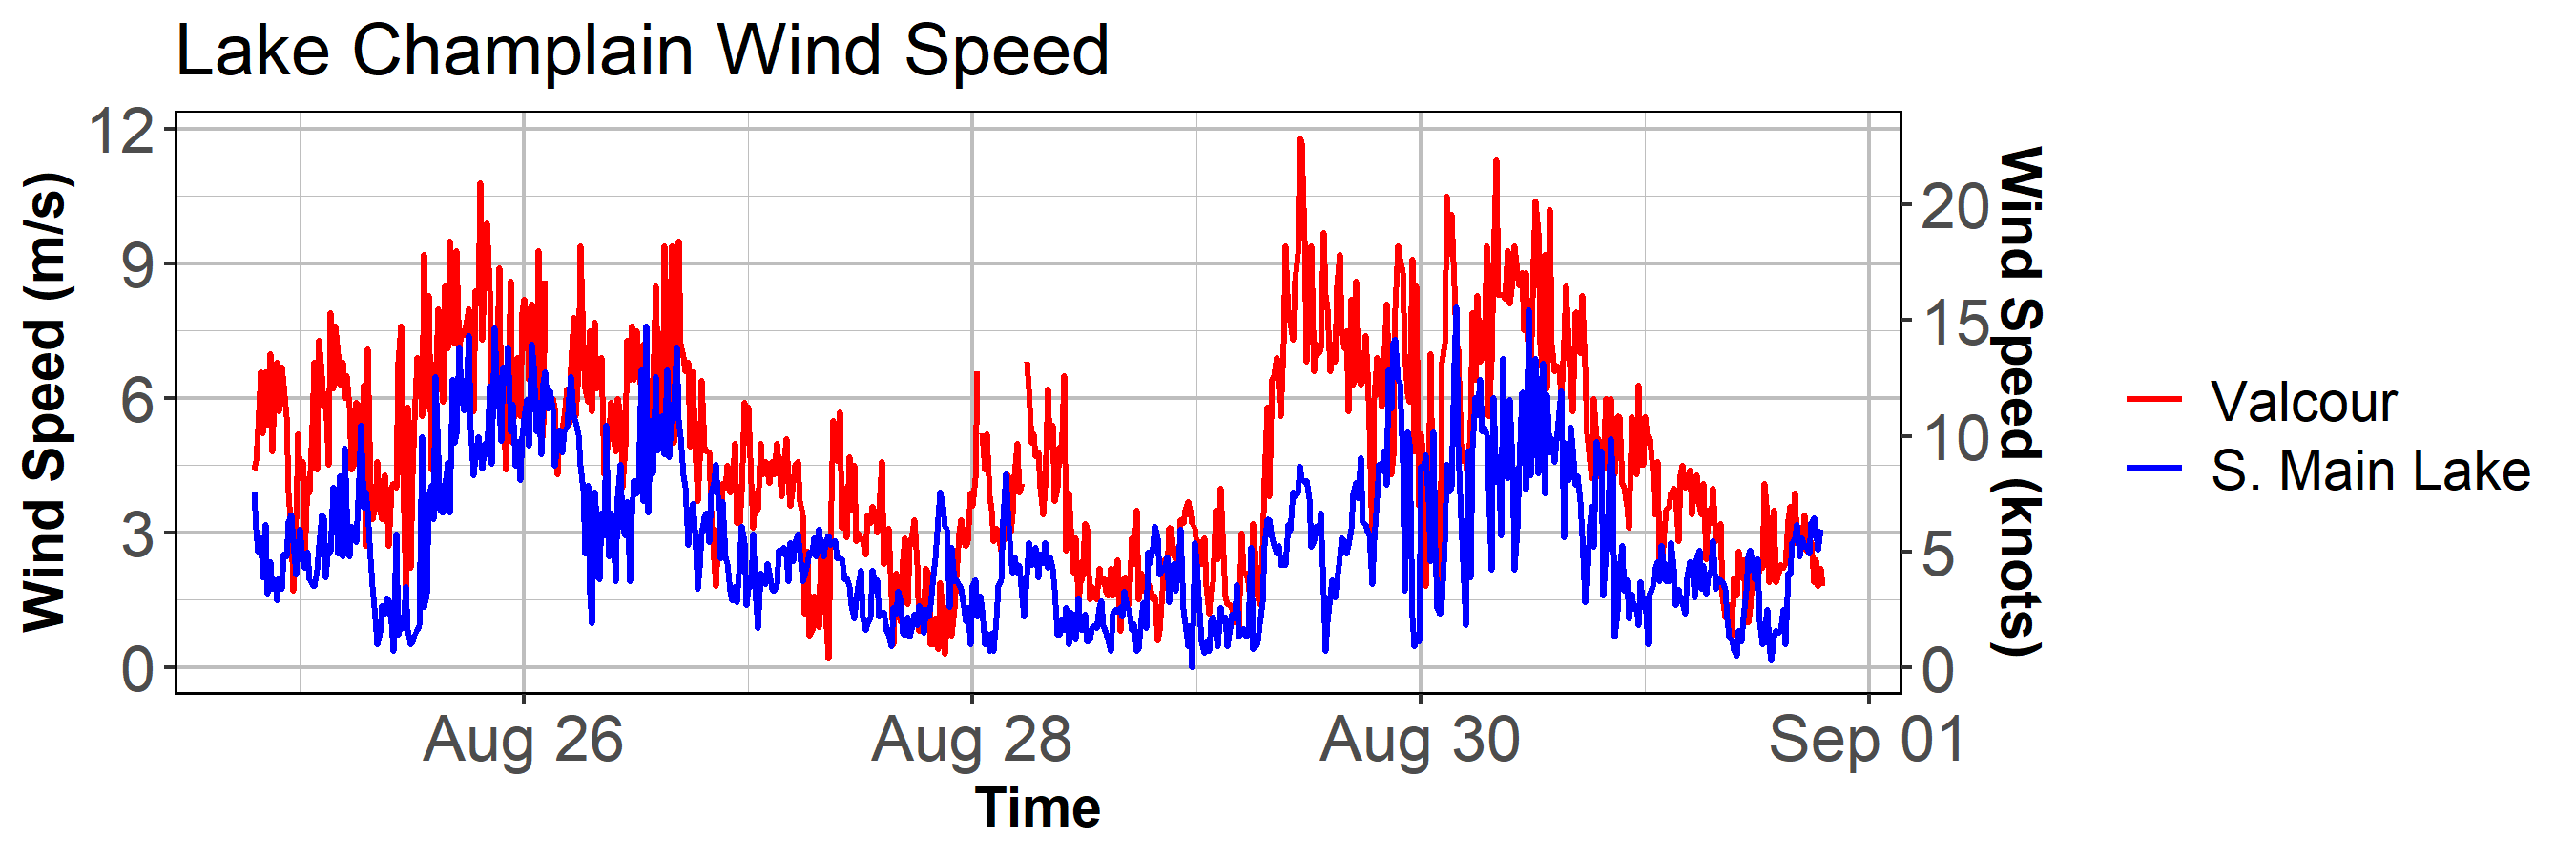 Lake Champlain Wind Speed
Wind Speed (m/s)
12
9
6
3
0
20
15
10
5
0
Wind Speed (knots)
Aug 26
Aug 28
Aug 30
Sep 01
Time
Valcour
S. Main Lake